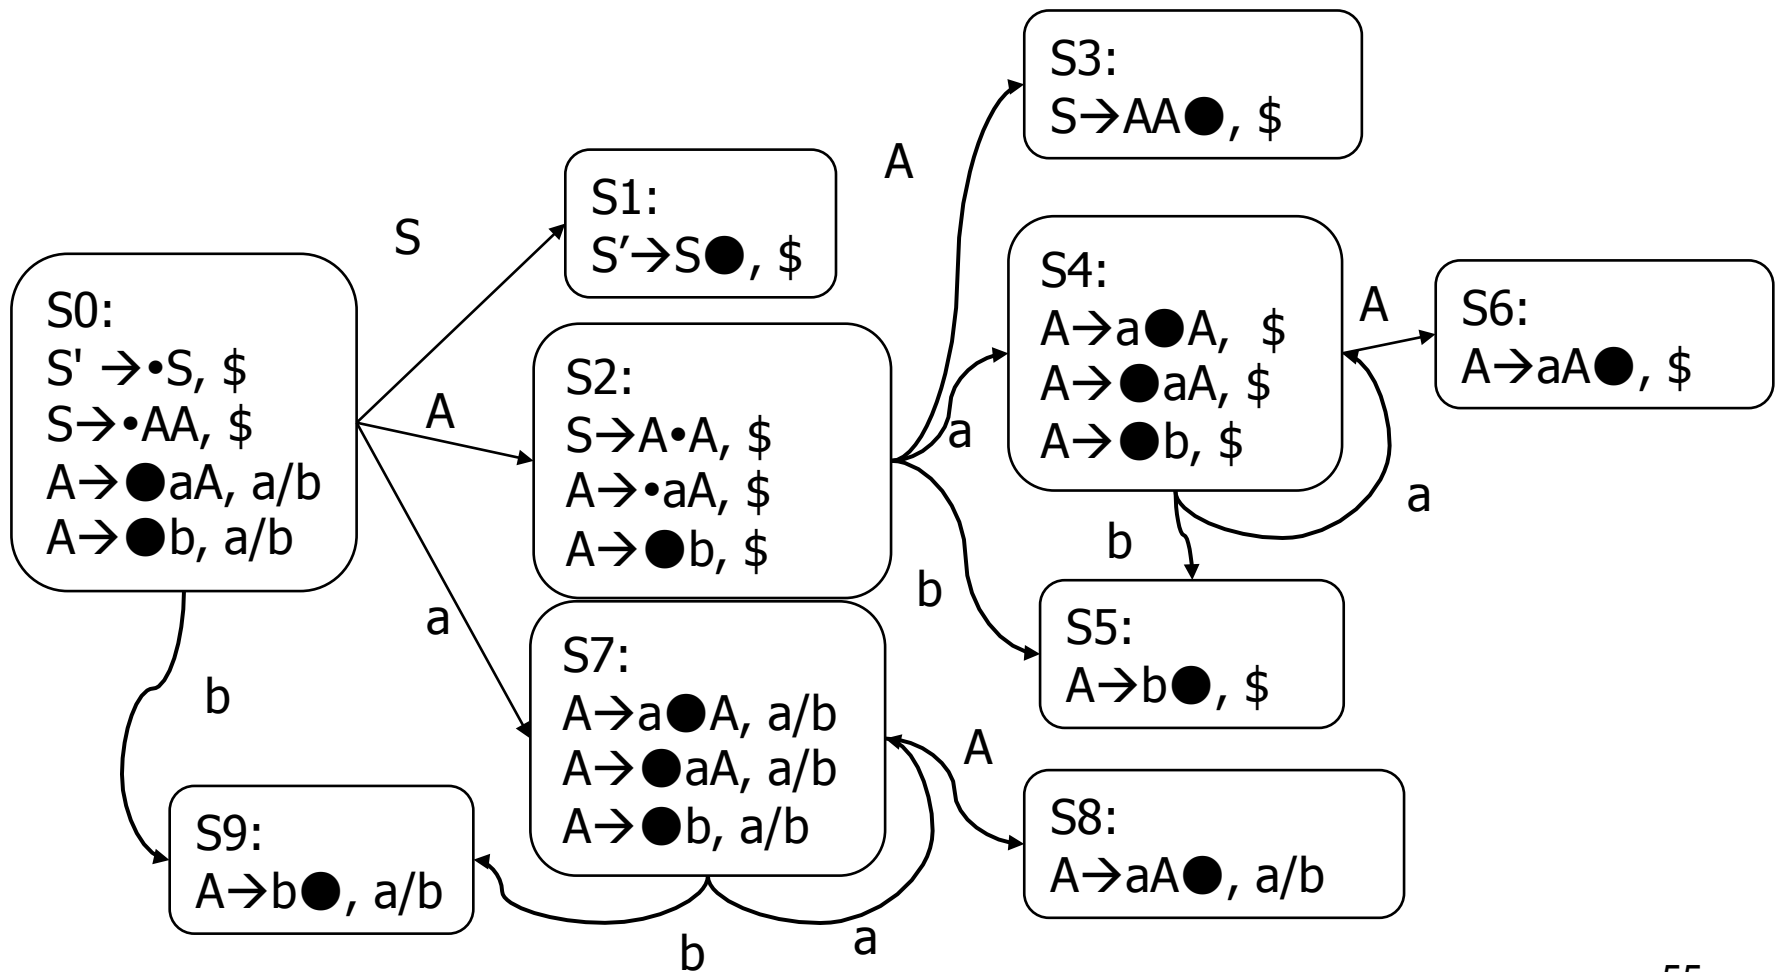 S0:
S' →•S, $
S→•AA, $
A→●aA, a/b
A→●b, a/b
S
A
a
b
S1:
S′→S●, $
S2:
S→A•A, $
A→•aA, $
A→●b, $
A
a
b
S3:
S→AA●, $
S4:
A→a●A, $
A→●aA, $
A→●b, $
A
a
b
S6:
A→aA●, $
S5:
A→b●, $
S7:
A→a●A, a/b
A→●aA, a/b
A→●b, a/b
A
a
b
S8:
A→aA●, a/b
S9:
A→b●, a/b